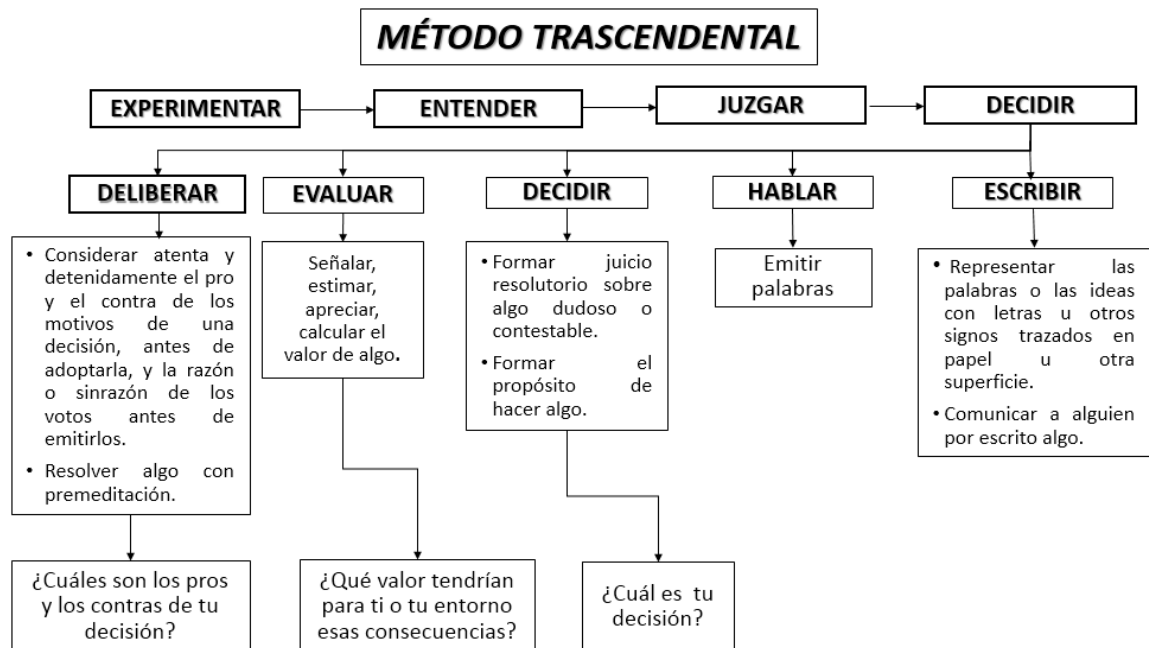 MÉTODO TRASCENDENTAL
EXPERIMENTAR
ENTENDER
JUZGAR
DECIDIR
DELIBERAR
EVALUAR
DECIDIR
HABLAR
ESCRIBIR
• Considerar atenta y
detenidamente el pro
y el contra de los
motivos de una
decisión, antes de
adoptarla, y la razón
o sinrazón de los
votos antes de
emitirlos.
• Resolver algo con
premeditación.
Señalar,
estimar,
apreciar,
calcular el
valor de algo.
• Formar juicio
resolutorio sobre
algo dudoso o
contestable.
• Formar el
propósito de
hacer algo.
Emitir
palabras
• Representar las
palabras o las ideas
con letras u otros
signos trazados en
papel u otra
superficie.
• Comunicar a alguien
por escrito algo.
¿Cuáles son los pros
y los contras de tu
decisión?
¿Qué valor tendrían
para ti o tu entorno
esas consecuencias?
¿Cuál es tu
decisión?